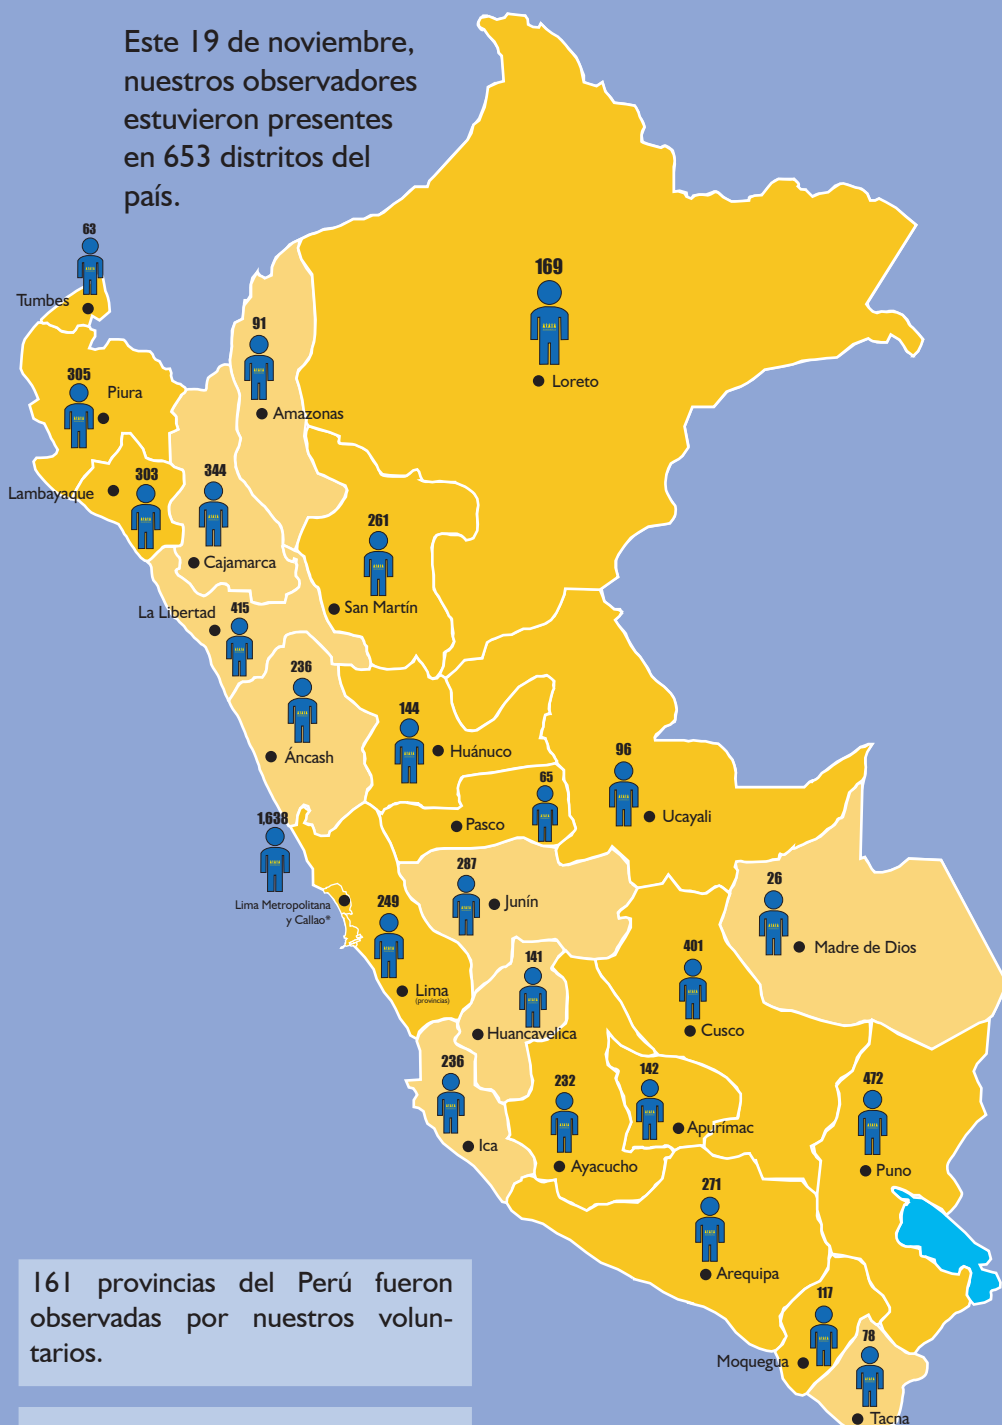 Este 19 de noviembre,
nuestros observadores
estuvieron presentes
en 653 distritos del
país.
63
Tumbes
169
Loreto
91
Amazonas
305
Piura
303
Lambayaque
344
Cajamarca
261
San Martín
La Libertad
415
236
Áncash
144
Huánuco
65
Pasco
96
Ucayali
1,638
Lima Metropolitana
y Callao*
249
Lima
(provincias)
287
Junín
26
Madre de Dios
141
Huancavelica
401
Cusco
236
Ica
232
Ayacucho
142
Apurímac
472
Puno
271
Arequipa
117
Moquegua
78
Tacna
161 provincias del Perú fueron
observadas por nuestros volun-
tarios.